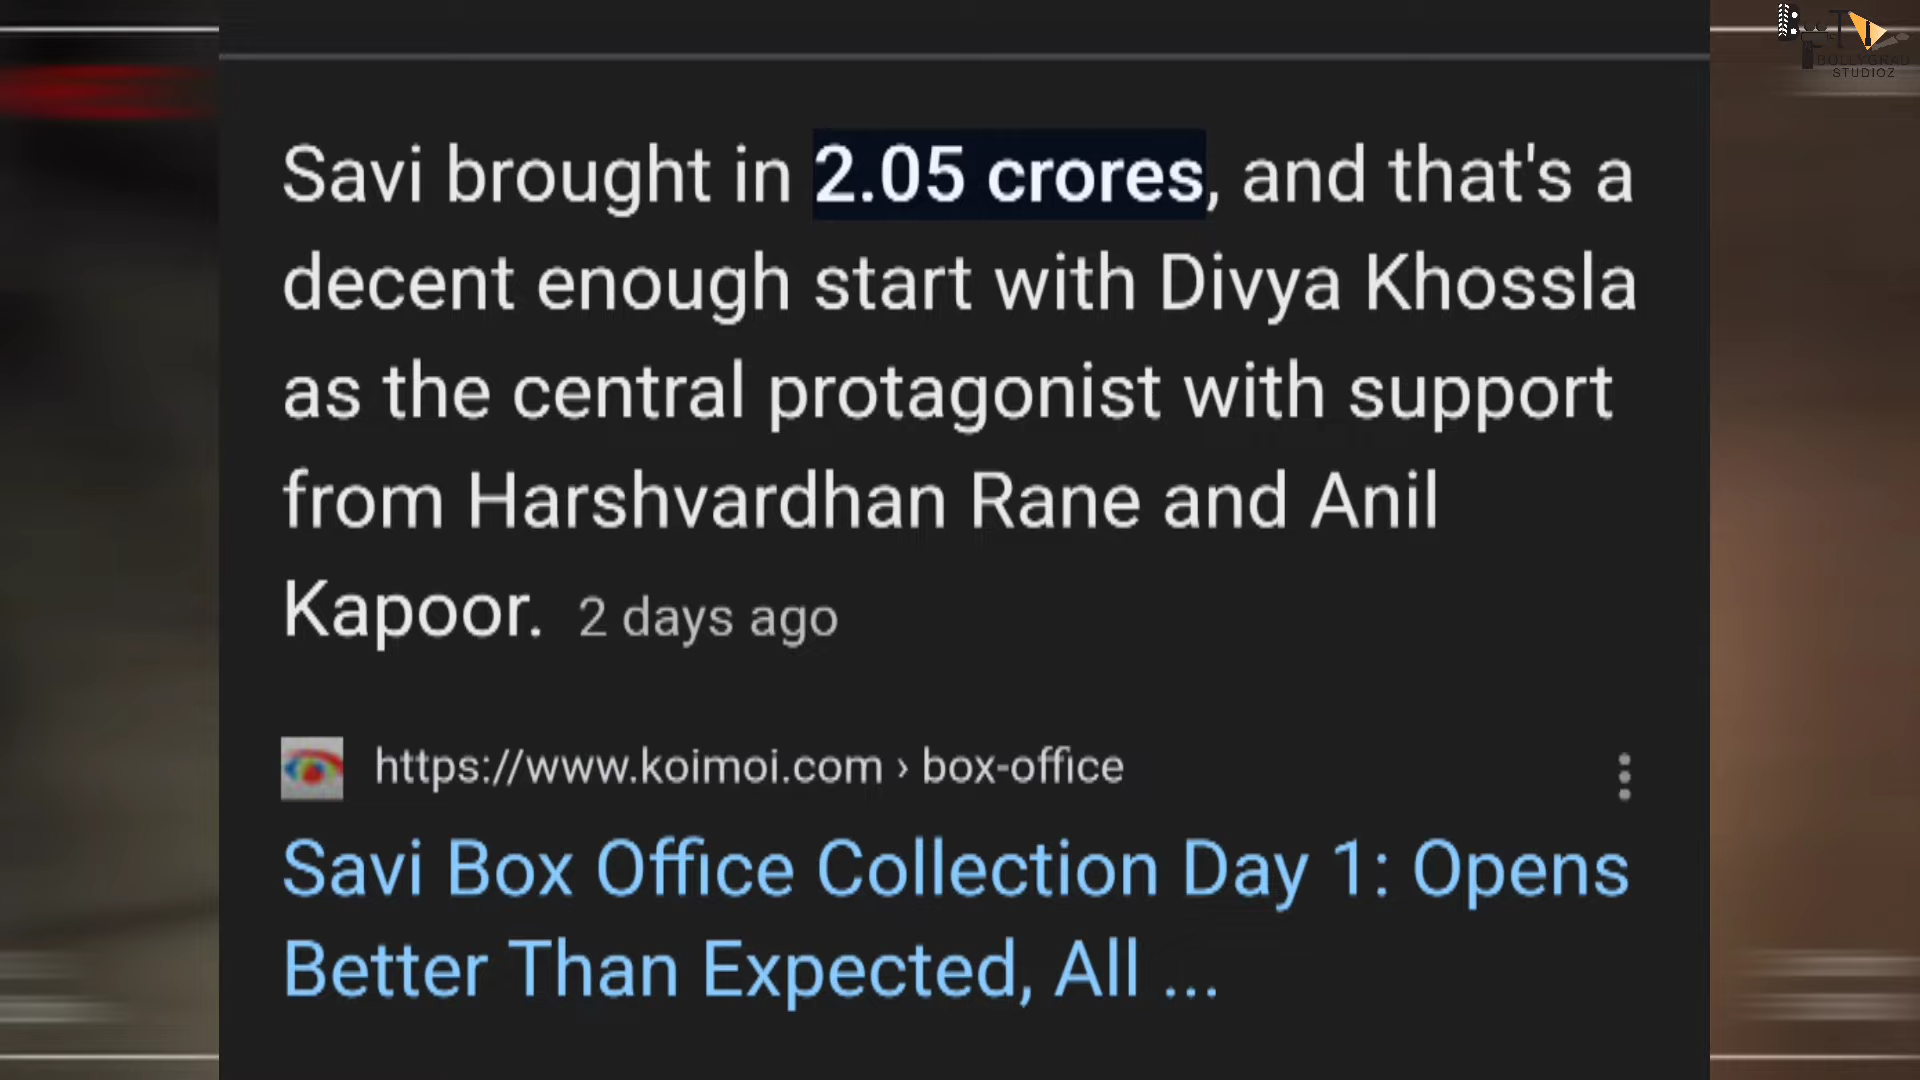 BOLLYGRAD
STUDIOZ
Savi brought in 2.05 crores, and that's a
decent enough start with Divya Khossla
as the central protagonist with support
from Harshvardhan Rane and Anil
Kapoor. 2 days ago
https://www.koimoi.com › box-office
Savi Box Office Collection Day 1: Opens
Better Than Expected, All ...